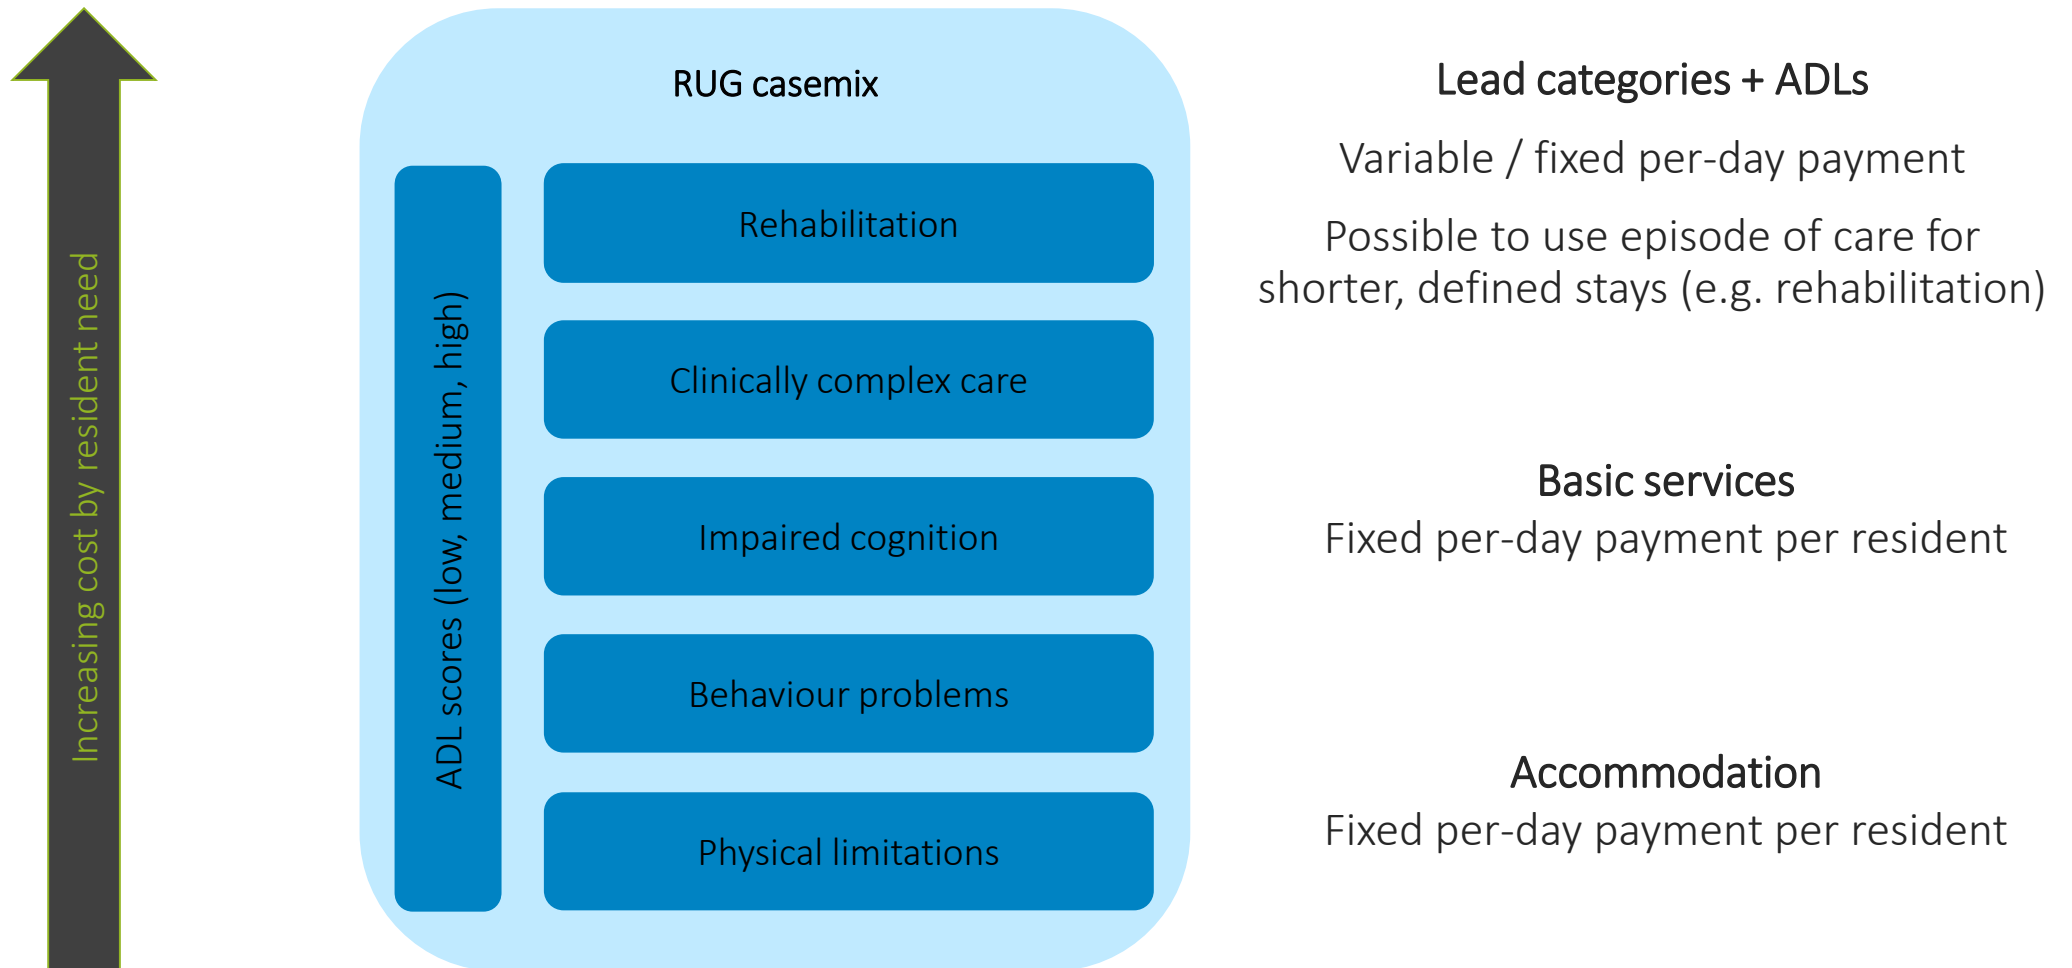 Increasing cost by resident need
RUG casemix
ADL scores (low, medium, high)
Rehabilitation
Clinically complex care
Impaired cognition
Behaviour problems
Physical limitations
Lead categories + ADLs
Variable / fixed per-day payment
Possible to use episode of care for
shorter, defined stays (e.g. rehabilitation)
Basic services
Fixed per-day payment per resident
Accommodation
Fixed per-day payment per resident